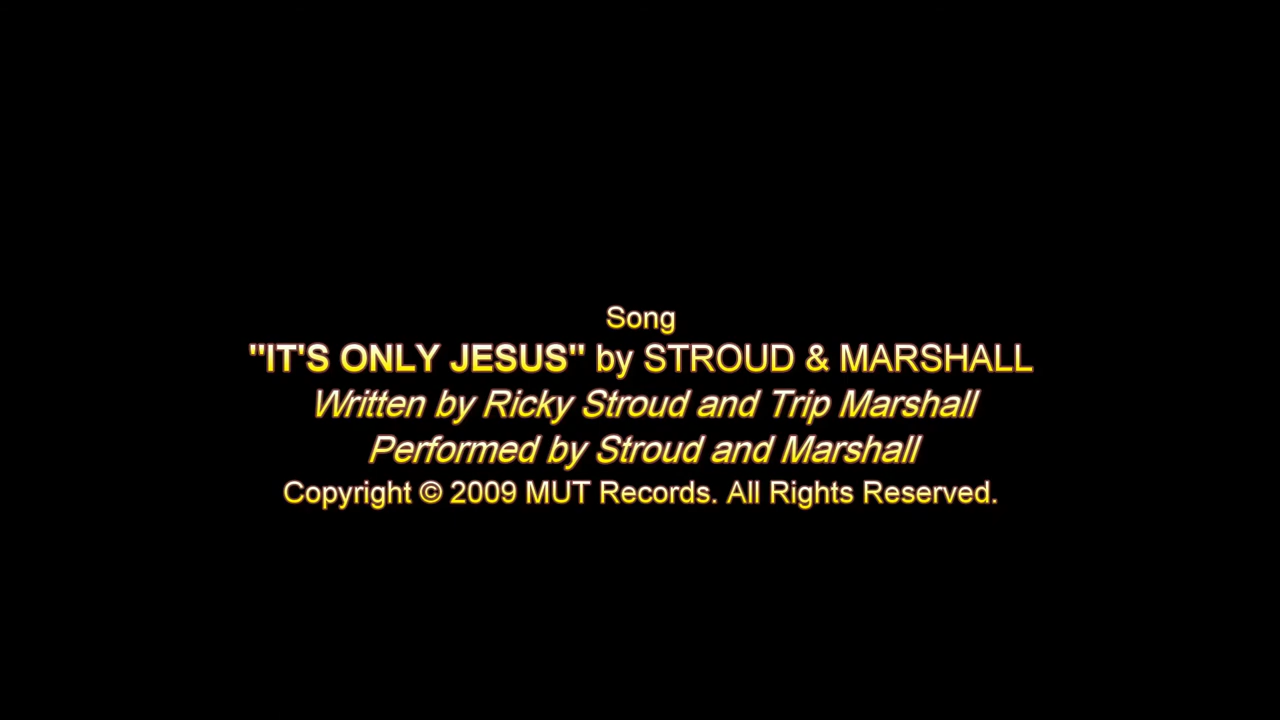 Song
"IT'S ONLY JESUS" by STROUD & MARSHALL
Written by Ricky Stroud and Trip Marshall
Performed by Stroud and Marshall
Copyright © 2009 MUT Records. All Rights Reserved.